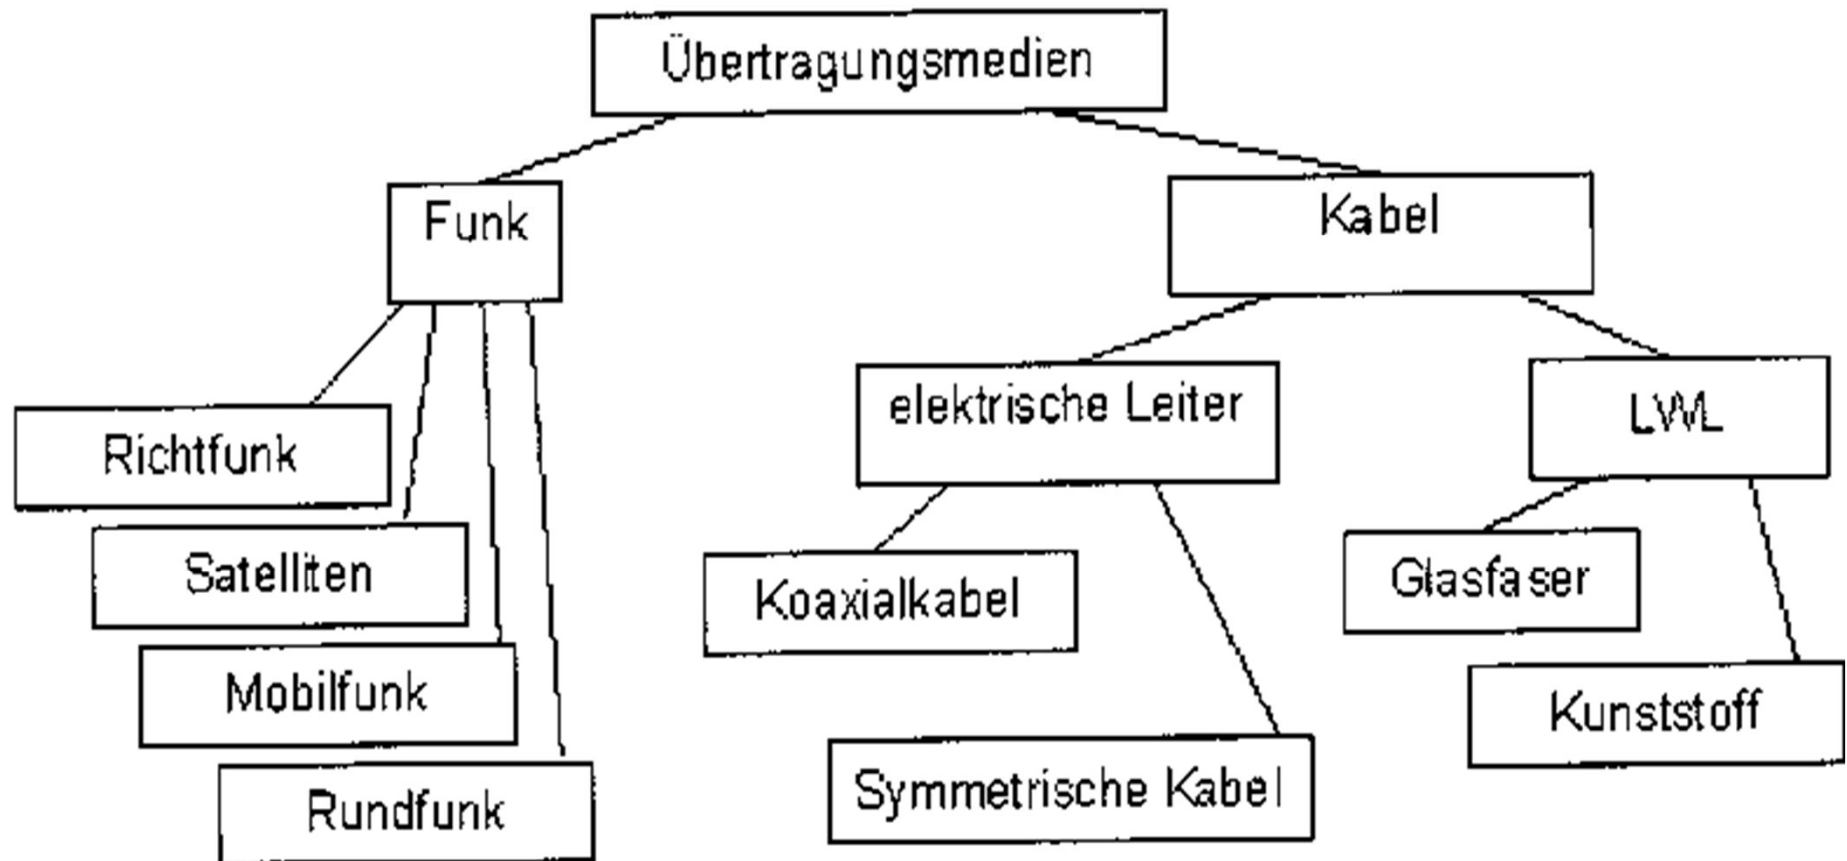 Übertragungsmedien
Funk
Kabel
Richtfunk
Satelliten
Mobilfunk
Rundfunk
elektrische Leiter
LWL
Koaxialkabel
Symmetrische Kabel
Glasfaser
Kunststoff